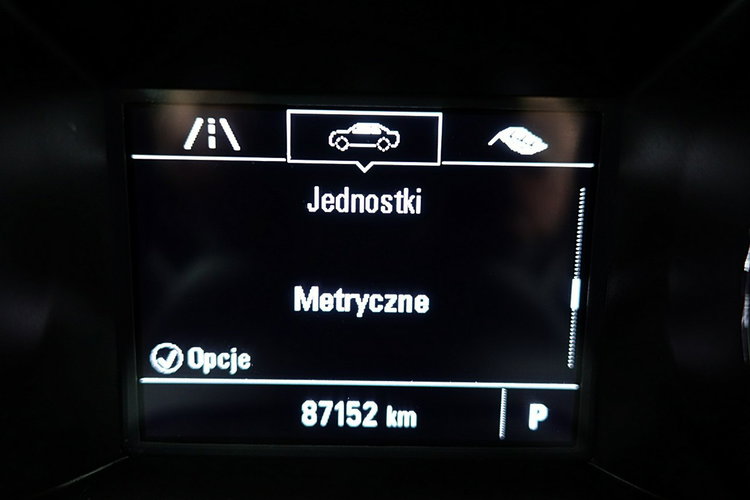 Jednostki
Metryczne
Opcje
87152 km P